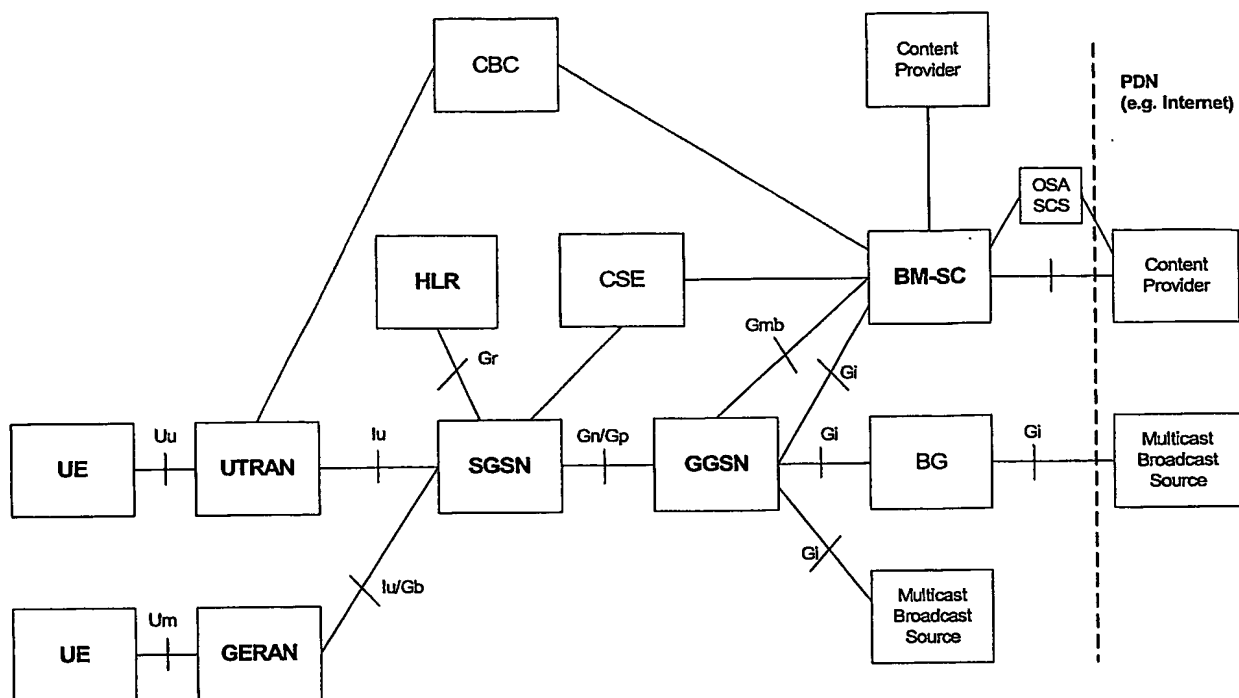 CBC
Content
Provider
PDN
(e.g. Internet)
OSA
SCS
HLR
CSE
BM-SC
Content
Provider
Gr
Gmb
Gi
UE
Uu
UTRAN
Iu
SGSN
Gn/Gp
GGSN
Gi
BG
Gi
Multicast
Broadcast
Source
Iu/Gb
Gi
UE
Um
GERAN
Multicast
Broadcast
Source